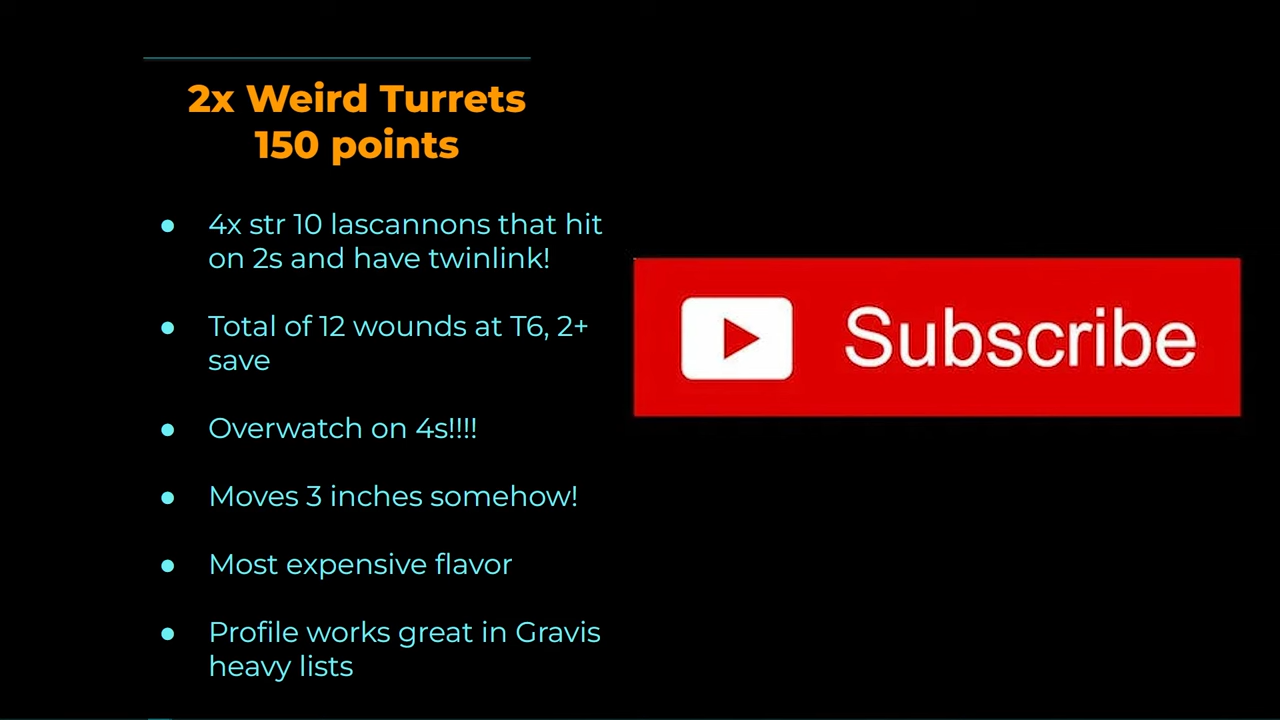 2x Weird Turrets
150 points
● 4x str 10 lascannons that hit
on 2s and have twinlink!
● Total of 12 wounds at T6, 2+
save
● Overwatch on 4s!!!!
● Moves 3 inches somehow!
● Most expensive flavor
● Profile works great in Gravis
heavy lists
Subscribe